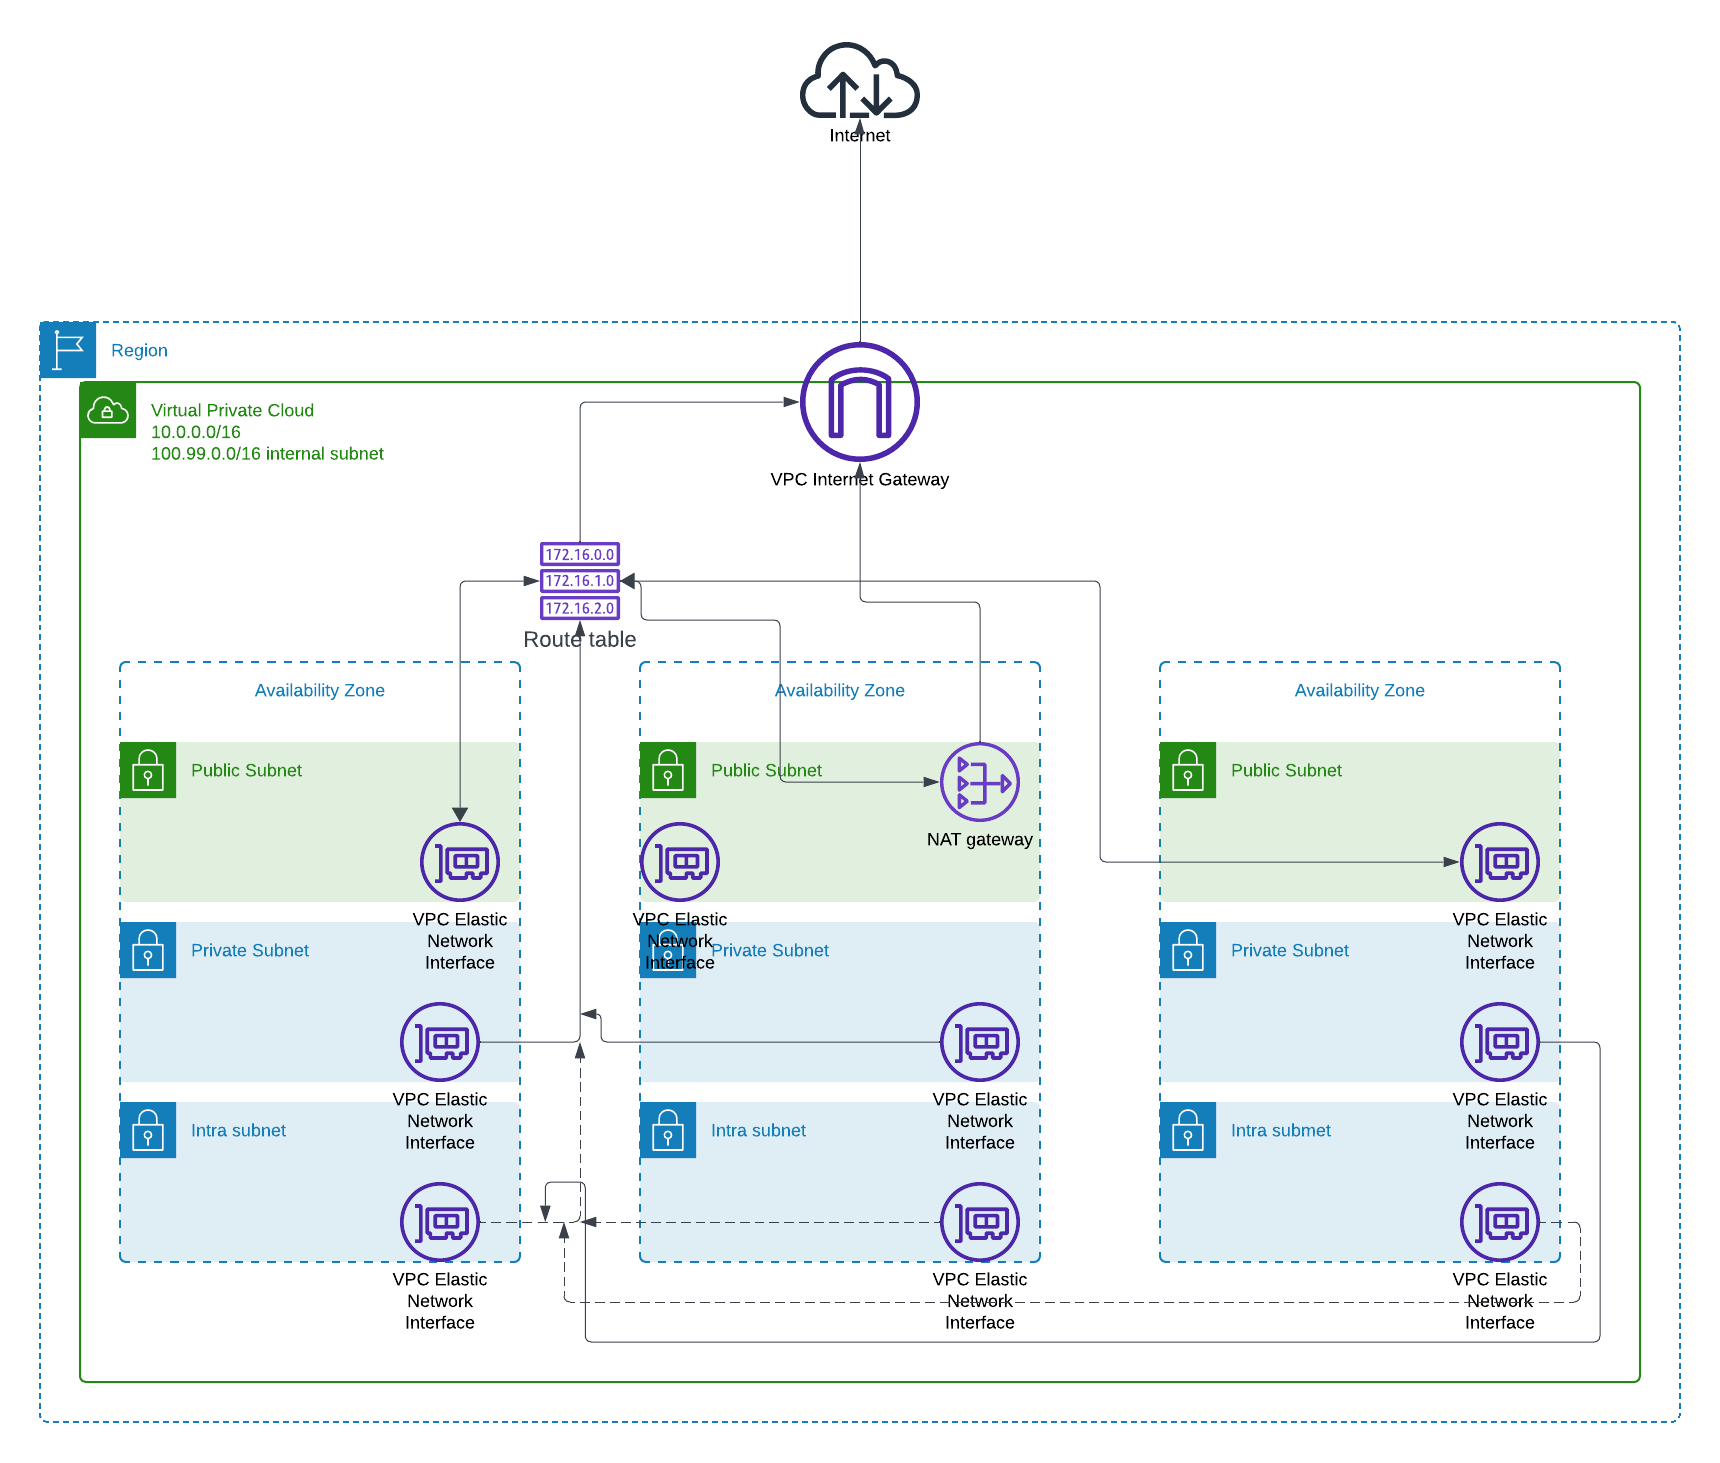 Internet
Region
Virtual Private Cloud
10.0.0.0/16
100.99.0.0/16 internal subnet
VPC Internet Gateway
172.16.0.0
172.16.1.0
172.16.2.0
Route table
Availability Zone
Availability Zone
Availability Zone
Public Subnet
Public Subnet
Public Subnet
NAT gateway
VPC Elastic
Network
Interface
VPC Elastic
Network
Interface
VPC Elastic
Network
Interface
Private Subnet
Private Subnet
Private Subnet
VPC Elastic
Network
Interface
VPC Elastic
Network
Interface
VPC Elastic
Network
Interface
Intra subnet
Intra subnet
Intra submet
VPC Elastic
Network
Interface
VPC Elastic
Network
Interface
VPC Elastic
Network
Interface